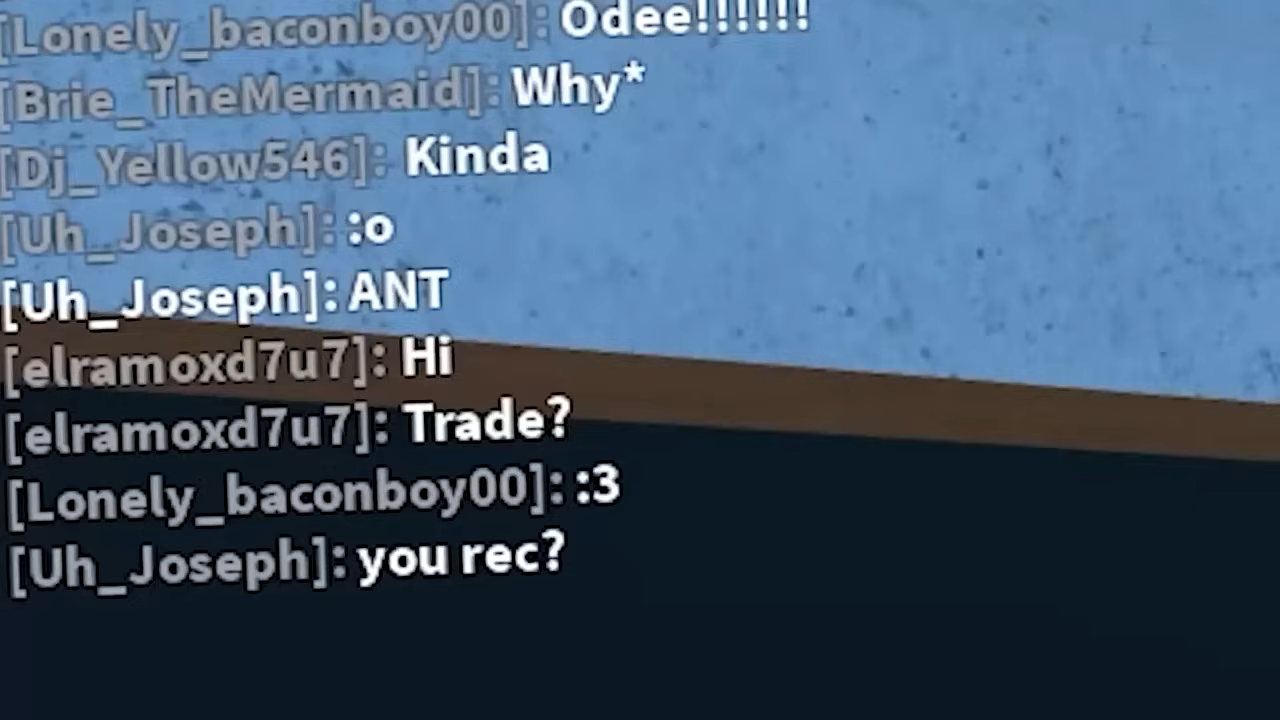 [Lonely_baconboy00]: Odee!!!!!!
[Brie_TheMermaid]: Why*
[Dj_Yellow546]: Kinda
[Uh_Joseph]: :o
[Uh_Joseph]: ANT
[elramoxd7u7]: Hi
[elramoxd7u7]: Trade?
[Lonely_baconboy00]: :3
[Uh_Joseph]: you rec?